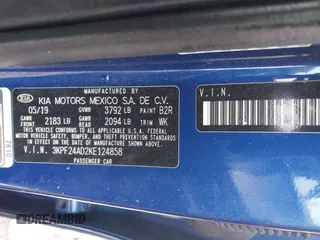 KIA KIA MOTORS MEXICO S.A. DE C.V.
05/19 GVWR 3792 LB PAINT B2R
GAWR FRONT 2183 LB GAWR REAR 2094 LB TRIM WK
THIS VEHICLE CONFORMS TO ALL APPLICABLE
FEDERAL MOTOR VEHICLE SAFETY, BUMPER, AND
THEFT PREVENTION STANDARDS IN EFFECT ON
THE DATE OF MANUFACTURE SHOWN ABOVE.
V.I.N. 3KPF24AD2KE124858
PASSENGER CAR
V.I.N.
DREAMBID